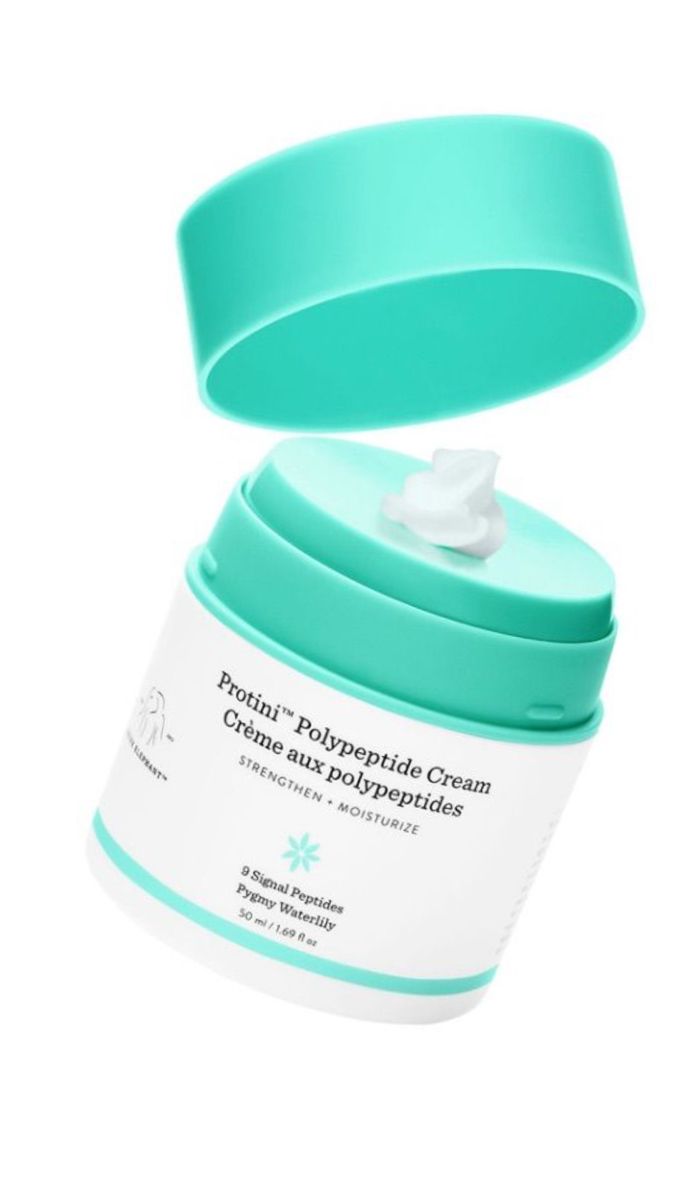 Protini™ Polypeptide Cream
Crème aux polypeptides
STRENGTHEN + MOISTURIZE
9 Signal Peptides
Pygmy Waterlily
50 ml / 1.69 fl oz
ELEPHANT™